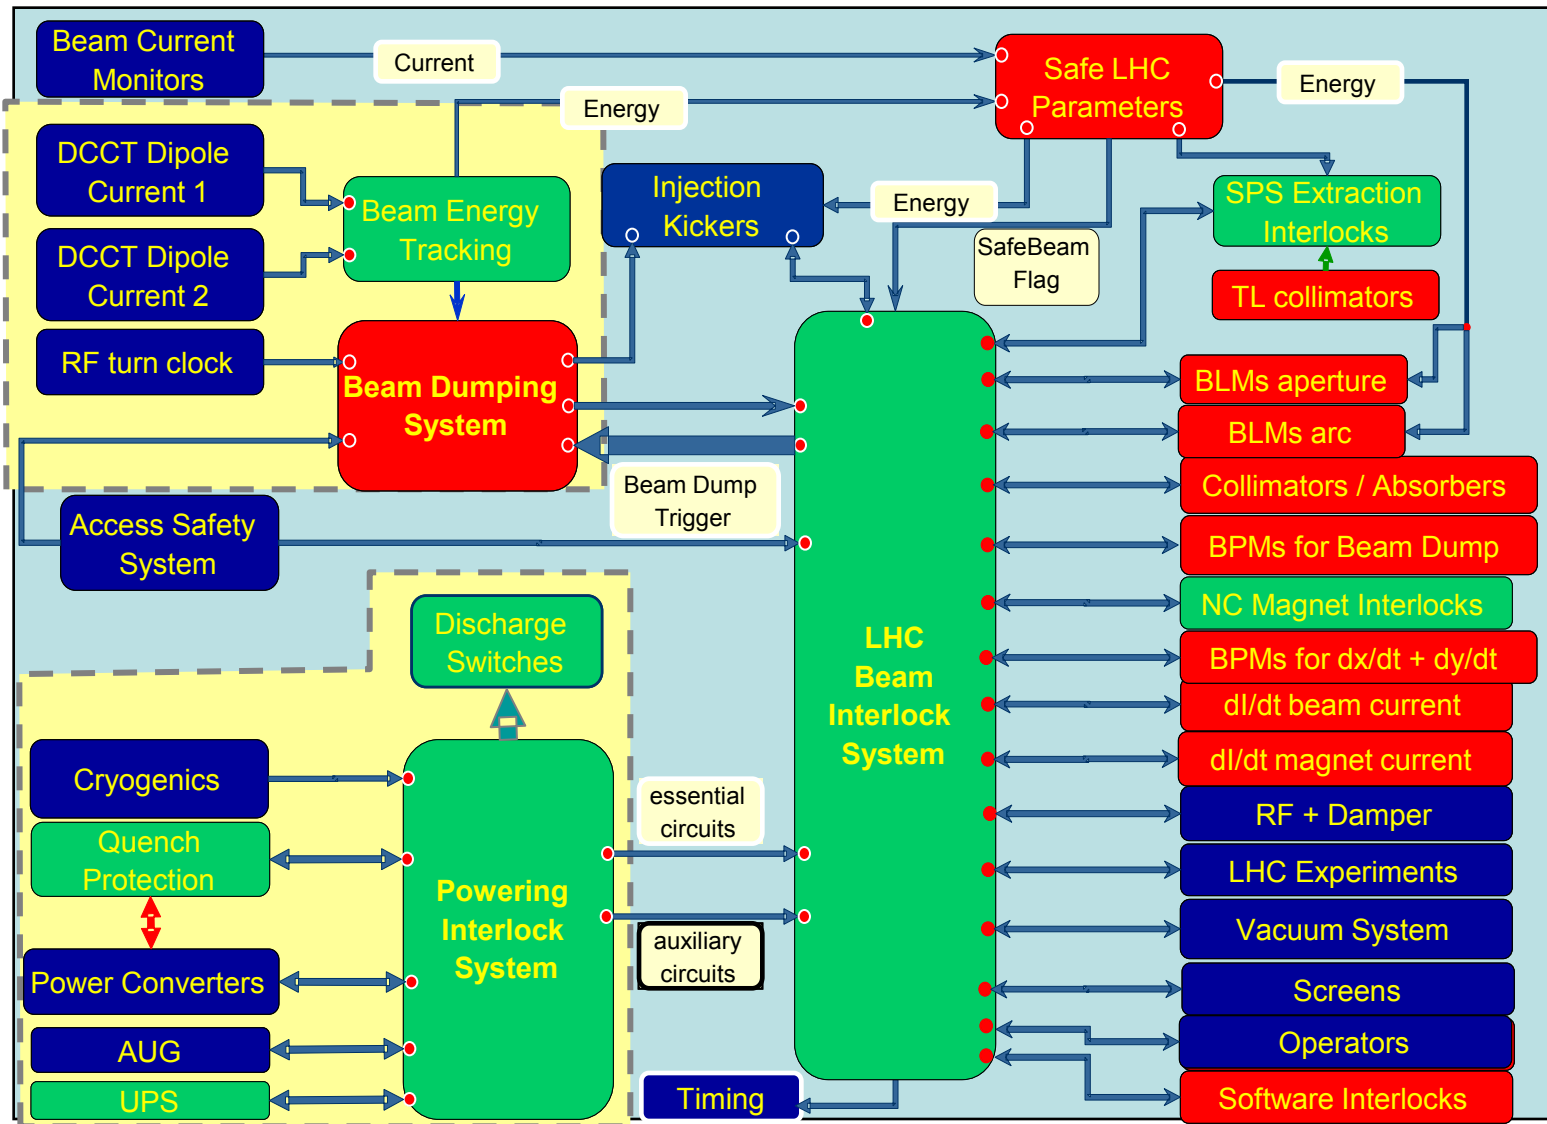 Beam Current
Monitors
Current
Safe LHC
Parameters
Energy
Energy
DCCT Dipole
Current 1
Beam Energy
Tracking
Injection
Kickers
Energy
SPS Extraction
Interlocks
SafeBeam
Flag
DCCT Dipole
Current 2
TL collimators
RF turn clock
Beam Dumping
System
BLMs aperture
BLMs arc
Beam Dump
Trigger
Collimators / Absorbers
Access Safety
System
BPMs for Beam Dump
NC Magnet Interlocks
Discharge
Switches
LHC
Beam
Interlock
System
BPMs for dx/dt + dy/dt
dI/dt beam current
dI/dt magnet current
Cryogenics
essential
circuits
RF + Damper
Quench
Protection
LHC Experiments
Powering
Interlock
System
auxiliary
circuits
Vacuum System
Power Converters
Screens
AUG
Operators
UPS
Timing
Software Interlocks